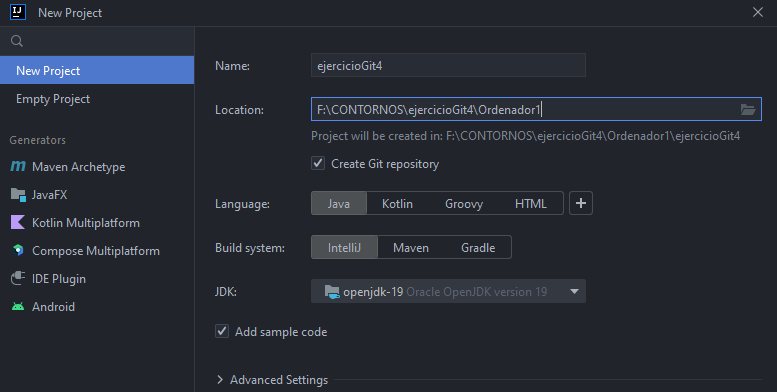 IJ New Project
New Project
Empty Project
Generators
m Maven Archetype
JavaFX
Kotlin Multiplatform
Compose Multiplatform
IDE Plugin
Android
Name: ejercicioGit4
Location: F:\CONTORNOS\ejercicioGit4\Ordenador1
Project will be created in: F:\CONTORNOS\ejercicioGit4\Ordenador1\ejercicioGit4
Create Git repository
Language: Java Kotlin Groovy HTML +
Build system: IntelliJ Maven Gradle
JDK: openjdk-19 Oracle OpenJDK version 19
Add sample code
Advanced Settings